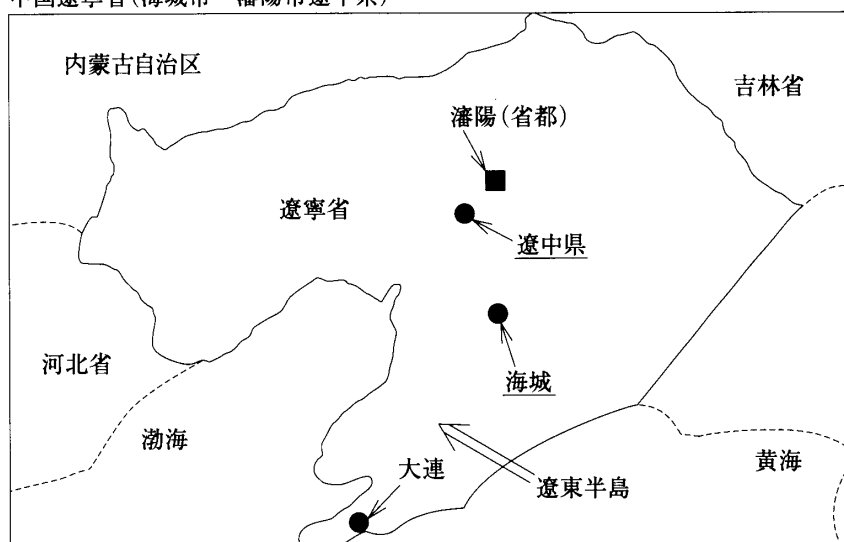 中国遼寧省(海城市・瀋陽市遼中県)
内蒙古自治区
吉林省
瀋陽(省都)
遼寧省
遼中県
河北省
海城
渤海
大連
遼東半島
黄海